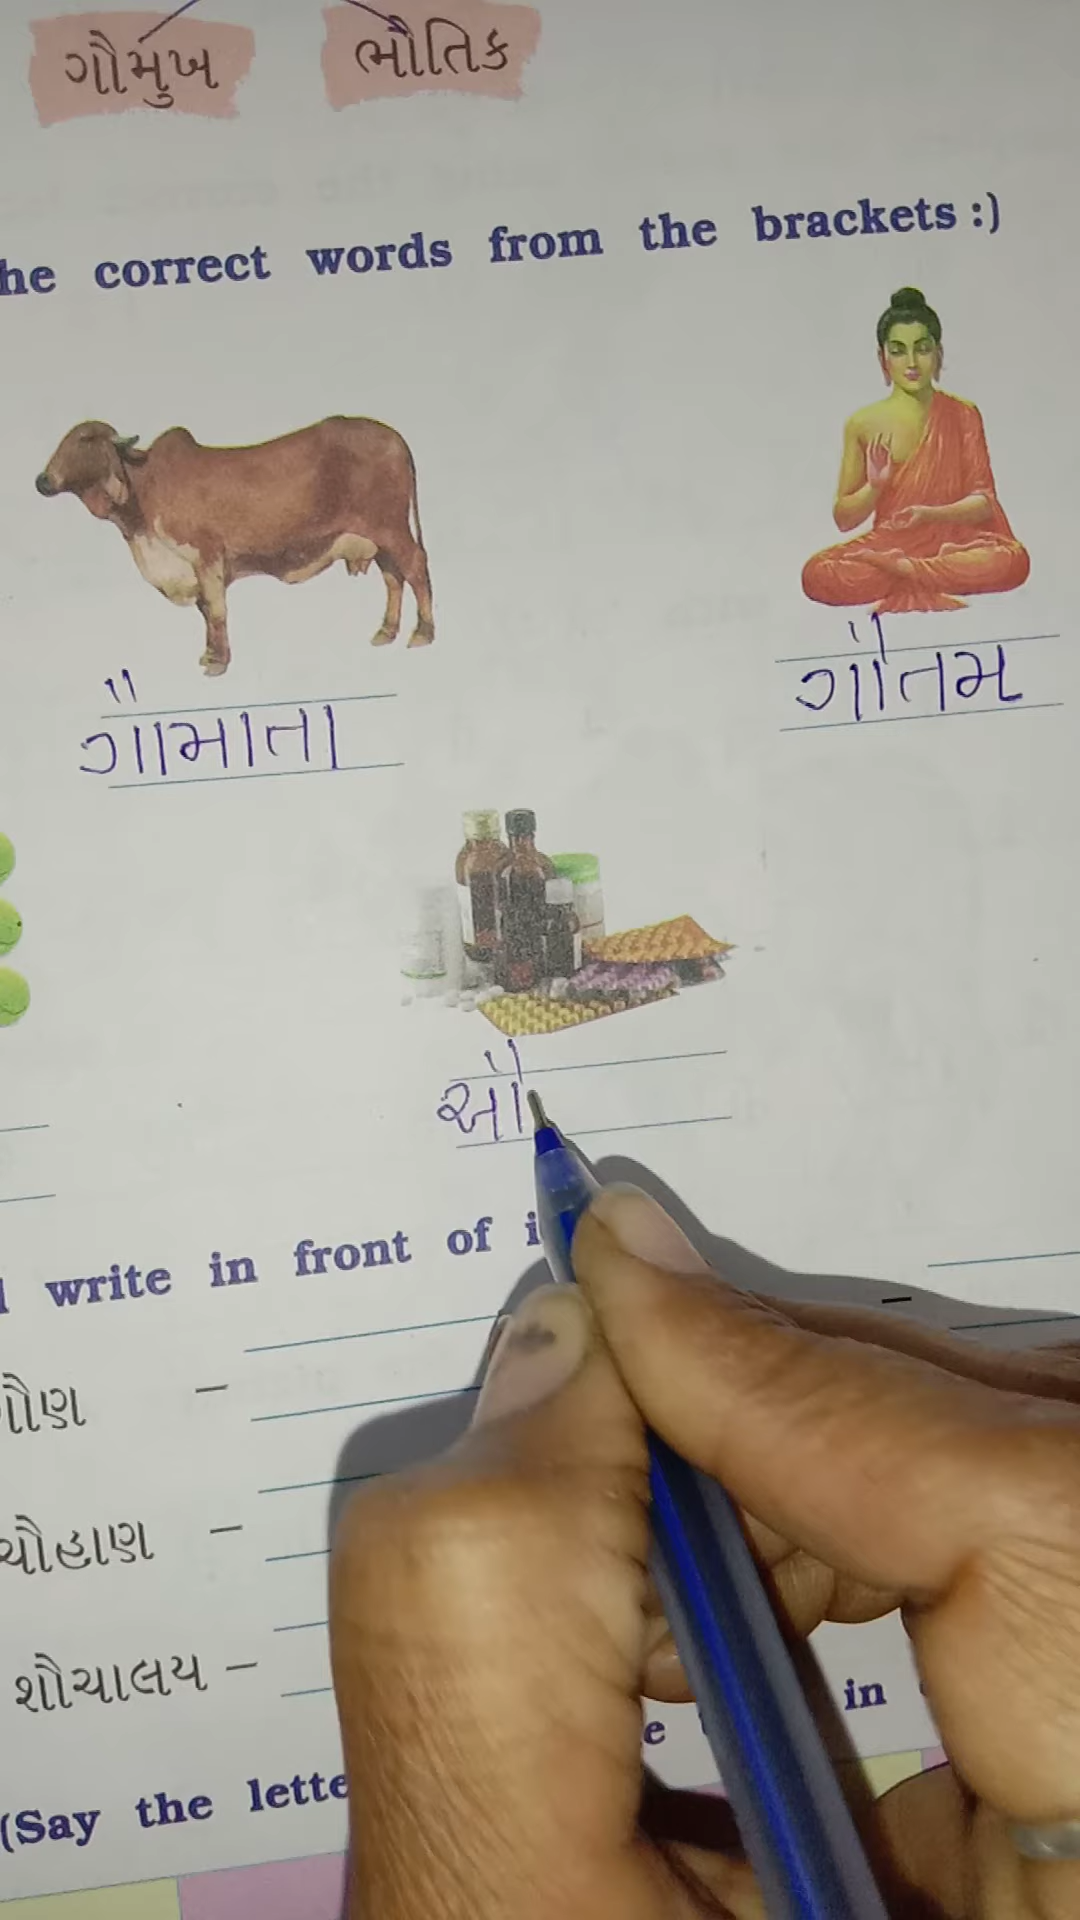 ગૌમુખ ભૌતિક
he correct words from the brackets :)
ગૌમાતા
ગૌતમ
ઔ
write in front of i
ગૌણ –
ચૌહાણ –
શૌચાલય –
in
(Say the lette